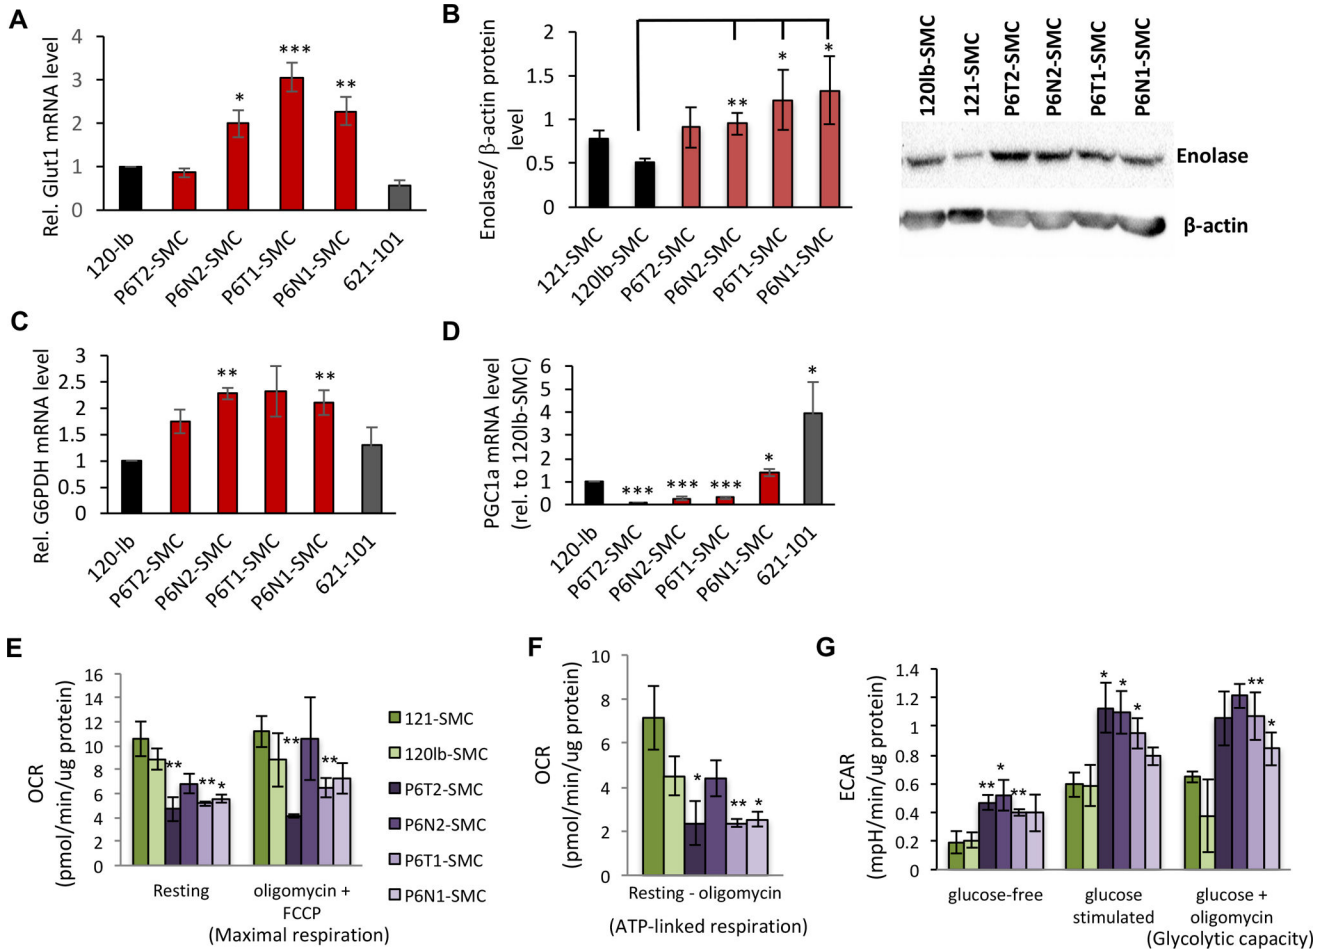 A
Rel. Glut1 mRNA level
4
3
2
1
0
*
***
**
120-lb
P6T2-SMC
P6N2-SMC
P6T1-SMC
P6N1-SMC
621-101
B
Enolase/ β-actin protein
level
2
1.5
1
0.5
0
**
*
*
121-SMC
120lb-SMC
P6T2-SMC
P6N2-SMC
P6T1-SMC
P6N1-SMC
120lb-SMC
121-SMC
P6T2-SMC
P6N2-SMC
P6T1-SMC
P6N1-SMC
Enolase
β-actin
C
Rel. G6PDH mRNA level
3
2.5
2
1.5
1
0.5
0
**
**
120-lb
P6T2-SMC
P6N2-SMC
P6T1-SMC
P6N1-SMC
621-101
D
PGC1a mRNA level
(rel. to 120lb-SMC)
6
5
4
3
2
1
0
***
***
***
*
*
120-lb
P6T2-SMC
P6N2-SMC
P6T1-SMC
P6N1-SMC
621-101
E
OCR
(pmol/min/ug protein)
16
14
12
10
8
6
4
2
0
**
**
*
**
**
Resting
oligomycin +
FCCP
(Maximal respiration)
121-SMC
120lb-SMC
P6T2-SMC
P6N2-SMC
P6T1-SMC
P6N1-SMC
F
OCR
(pmol/min/ug protein)
10
8
6
4
2
0
*
**
*
Resting - oligomycin
(ATP-linked respiration)
G
ECAR
(mpH/min/ug protein)
1.4
1.2
1
0.8
0.6
0.4
0.2
0
**
*
**
*
*
*
**
*
glucose-free
glucose
stimulated
glucose +
oligomycin
(Glycolytic capacity)